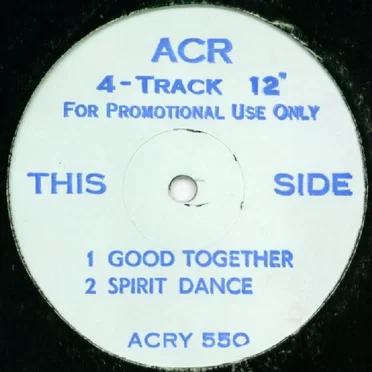 ACR
4-TRACK 12"
FOR PROMOTIONAL USE ONLY
THIS SIDE
1 GOOD TOGETHER
2 SPIRIT DANCE
ACRY 550